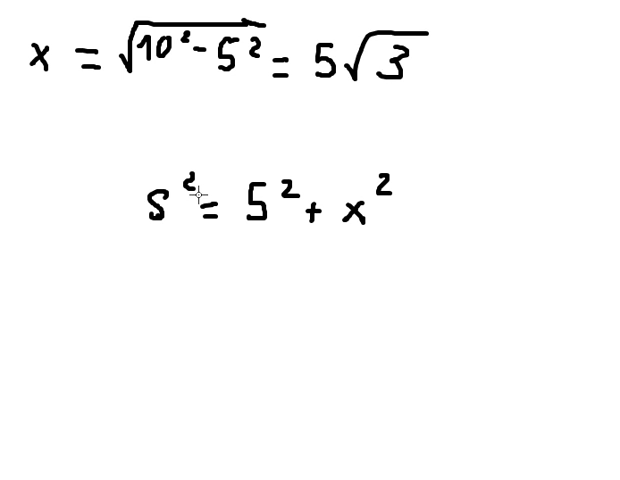 x = √(10² - 5²) = 5√3
s² = 5² + x²